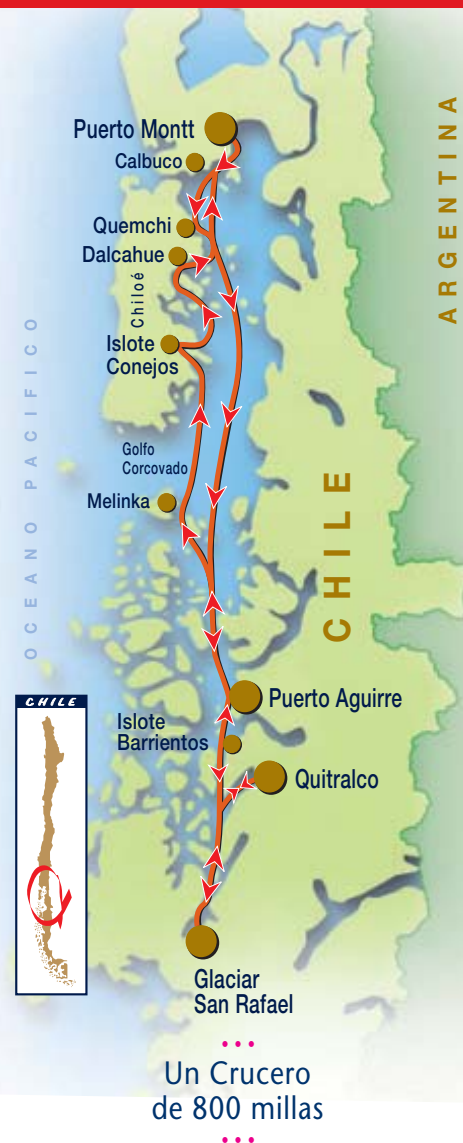 Puerto Montt
Calbuco
Quemchi
Dalcahue
Chiloé
Islote
Conejos
Golfo
Corcovado
Melinka
OCEANO PACIFICO
ARGENTINA
CHILE
Puerto Aguirre
Islote
Barrientos
Quitralco
CHILE
Glaciar
San Rafael
Un Crucero
de 800 millas